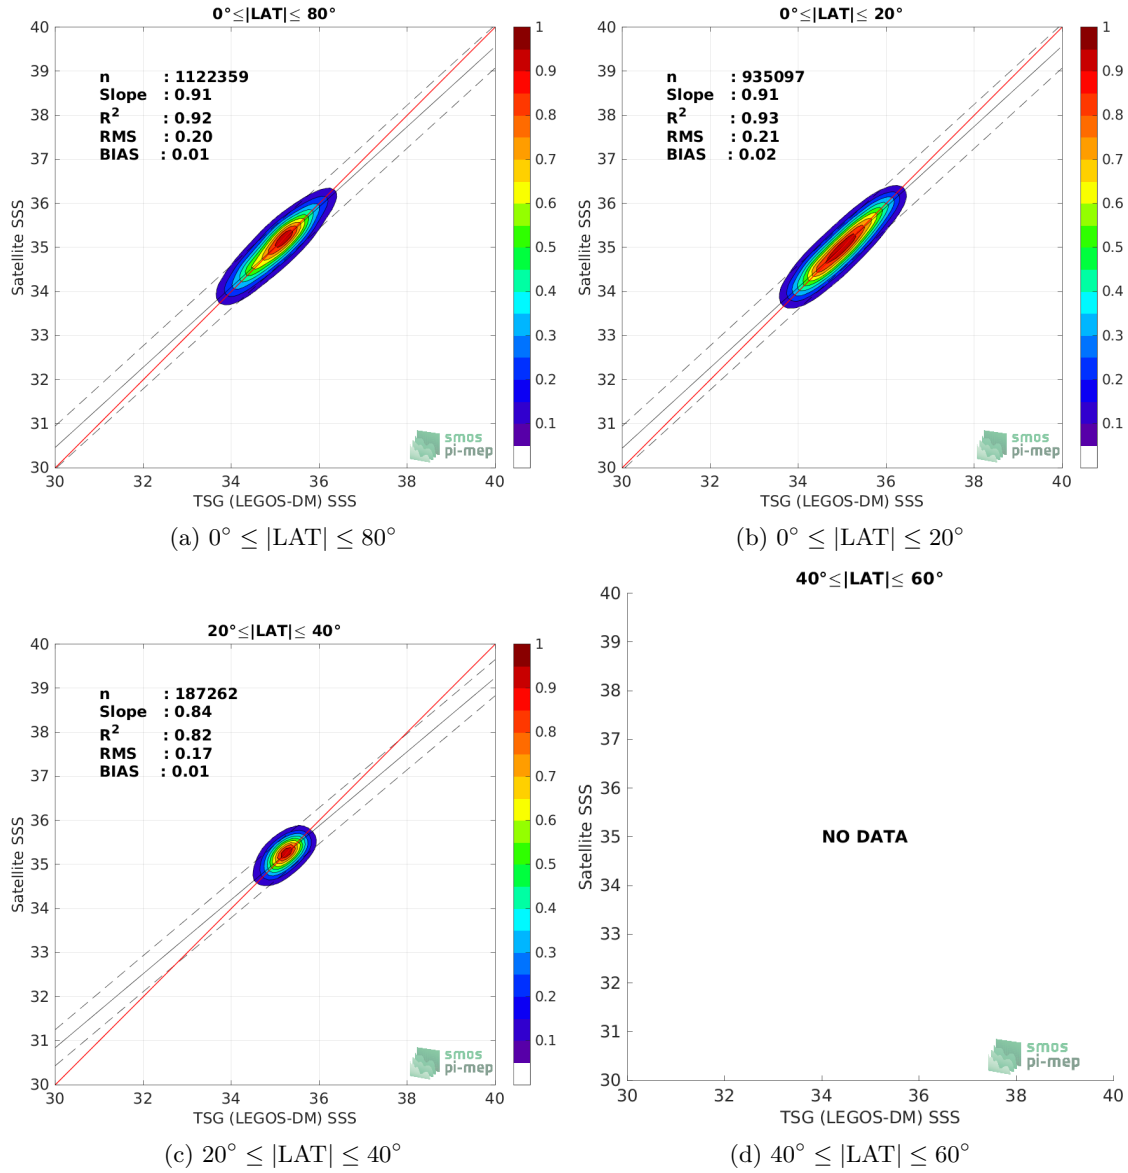 0°≤|LAT|≤ 80°
n : 1122359
Slope : 0.91
R² : 0.92
RMS : 0.20
BIAS : 0.01
40
39
38
37
36
35
34
33
32
31
30
Satellite SSS
30 32 34 36 38 40
TSG (LEGOS-DM) SSS
smos
pi-mep
1
0.9
0.8
0.7
0.6
0.5
0.4
0.3
0.2
0.1
(a) 0° ≤ |LAT| ≤ 80°
0°≤|LAT|≤ 20°
n : 935097
Slope : 0.91
R² : 0.93
RMS : 0.21
BIAS : 0.02
40
39
38
37
36
35
34
33
32
31
30
Satellite SSS
30 32 34 36 38 40
TSG (LEGOS-DM) SSS
smos
pi-mep
1
0.9
0.8
0.7
0.6
0.5
0.4
0.3
0.2
0.1
(b) 0° ≤ |LAT| ≤ 20°
20°≤|LAT|≤ 40°
n : 187262
Slope : 0.84
R² : 0.82
RMS : 0.17
BIAS : 0.01
40
39
38
37
36
35
34
33
32
31
30
Satellite SSS
30 32 34 36 38 40
TSG (LEGOS-DM) SSS
smos
pi-mep
1
0.9
0.8
0.7
0.6
0.5
0.4
0.3
0.2
0.1
(c) 20° ≤ |LAT| ≤ 40°
40°≤|LAT|≤ 60°
40
39
38
37
36
35
34
33
32
31
30
Satellite SSS
NO DATA
30 32 34 36 38 40
TSG (LEGOS-DM) SSS
smos
pi-mep
(d) 40° ≤ |LAT| ≤ 60°